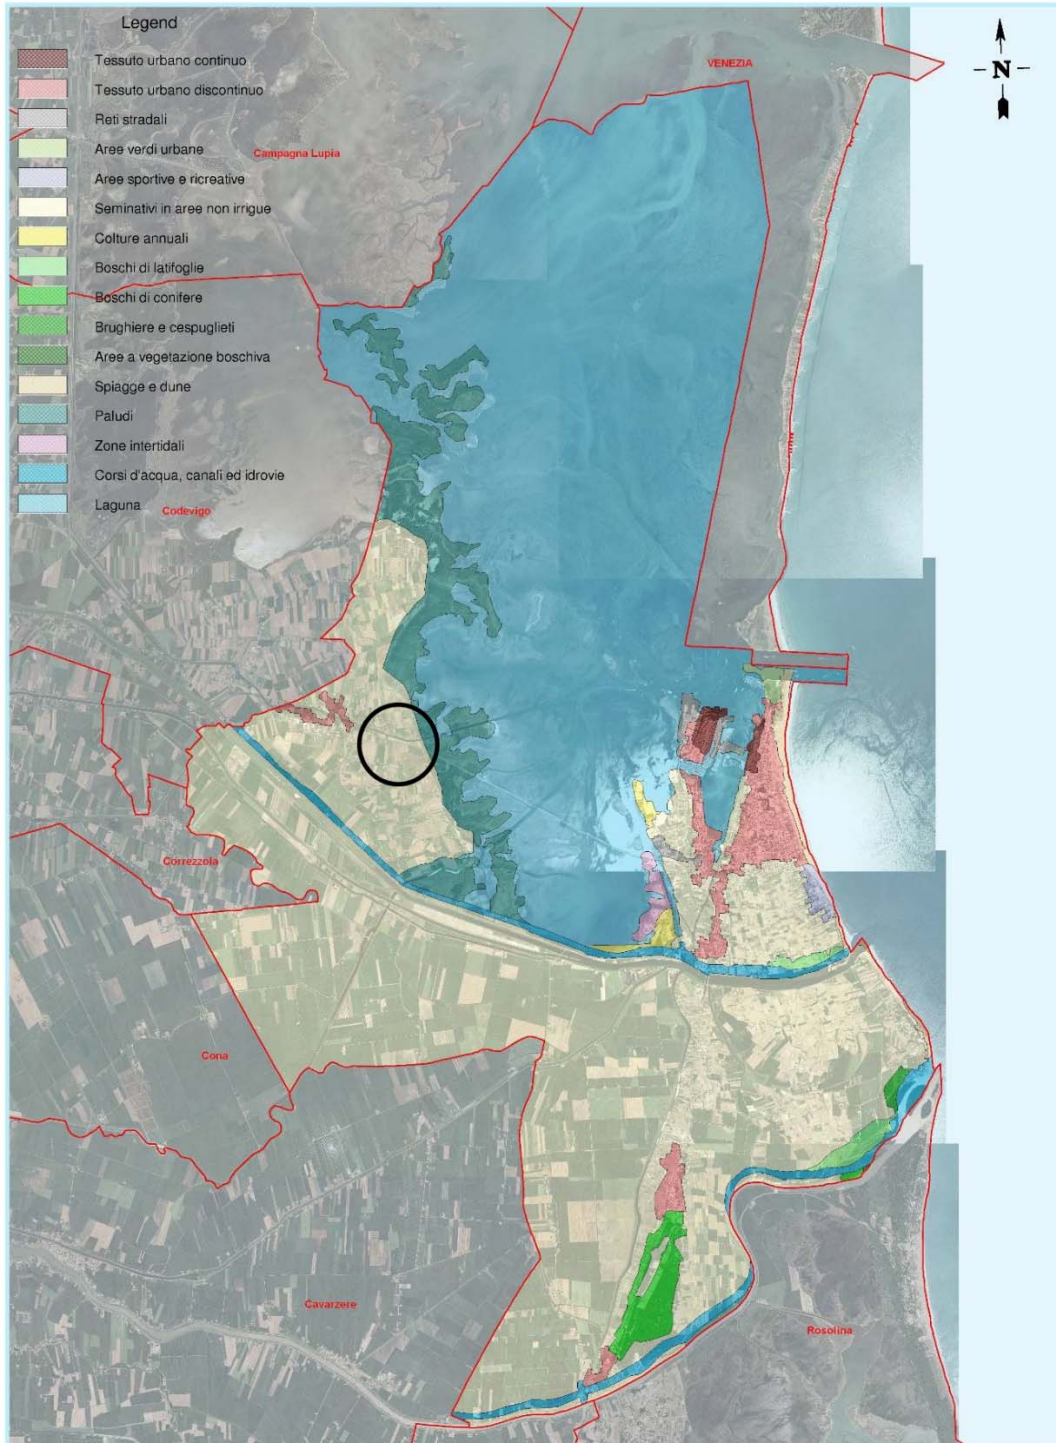 Legend
Tessuto urbano continuo
Tessuto urbano discontinuo
Reti stradali
Aree verdi urbane
Aree sportive e ricreative
Seminativi in aree non irrigue
Colture annuali
Boschi di latifoglie
Boschi di conifere
Brughiere e cespuglieti
Aree a vegetazione boschiva
Spiagge e dune
Paludi
Zone intertidali
Corsi d'acqua, canali ed idrovie
Laguna
N
VENEZIA
Campagna Lupia
Codevigo
Correzzola
Cona
Cavarzere
Rosolina